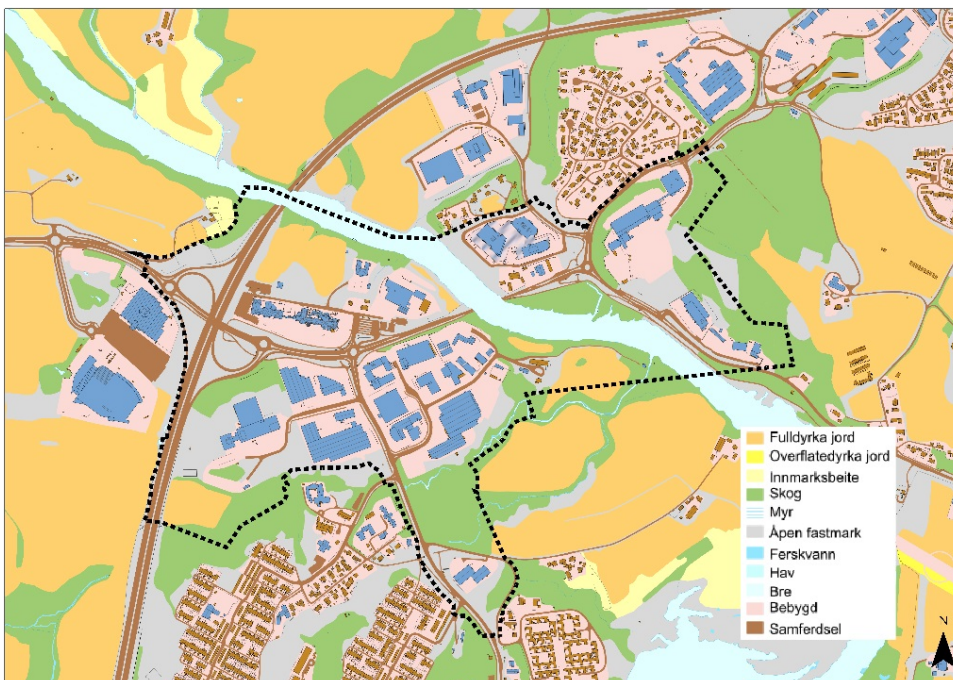 Fulldyrka jord
Overflatedyrka jord
Innmarksbeite
Skog
Myr
Åpen fastmark
Ferskvann
Hav
Bre
Bebygd
Samferdsel
N